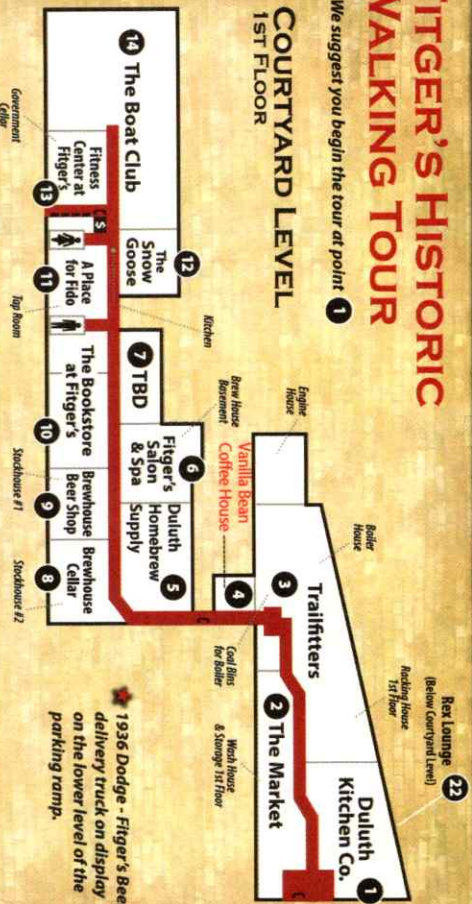 FITGER'S HISTORIC
WALKING TOUR
We suggest you begin the tour at point 1
COURTYARD LEVEL
1ST FLOOR
14 The Boat Club
Government
Cellar
Fitness
Center at
Fitger's
13
$
12
The
Snow
Goose
Kitchen
A Place
for Fido
11
Tap Room
7 TBD
The Bookstore
at Fitger's
10
Brew House
Basement
6
Fitger's
Salon
& Spa
Brewhouse
Beer Shop
9
Stockhouse #1
Duluth
Homebrew
Supply
5
Brewhouse
Cellar
8
Stockhouse #2
Engine
House
Vanilla Bean
Coffee House
4
C
Boiler
House
Trailfitters
3
Coal Bins
for Boiler
Racking House
1st Floor
2 The Market
Wash House
& Storage 1st Floor
Rex Lounge 22
(Below Courtyard Level)
Duluth
Kitchen Co.
1
C
1936 Dodge - Fitger's Bee
delivery truck on display
on the lower level of the
parking ramp.